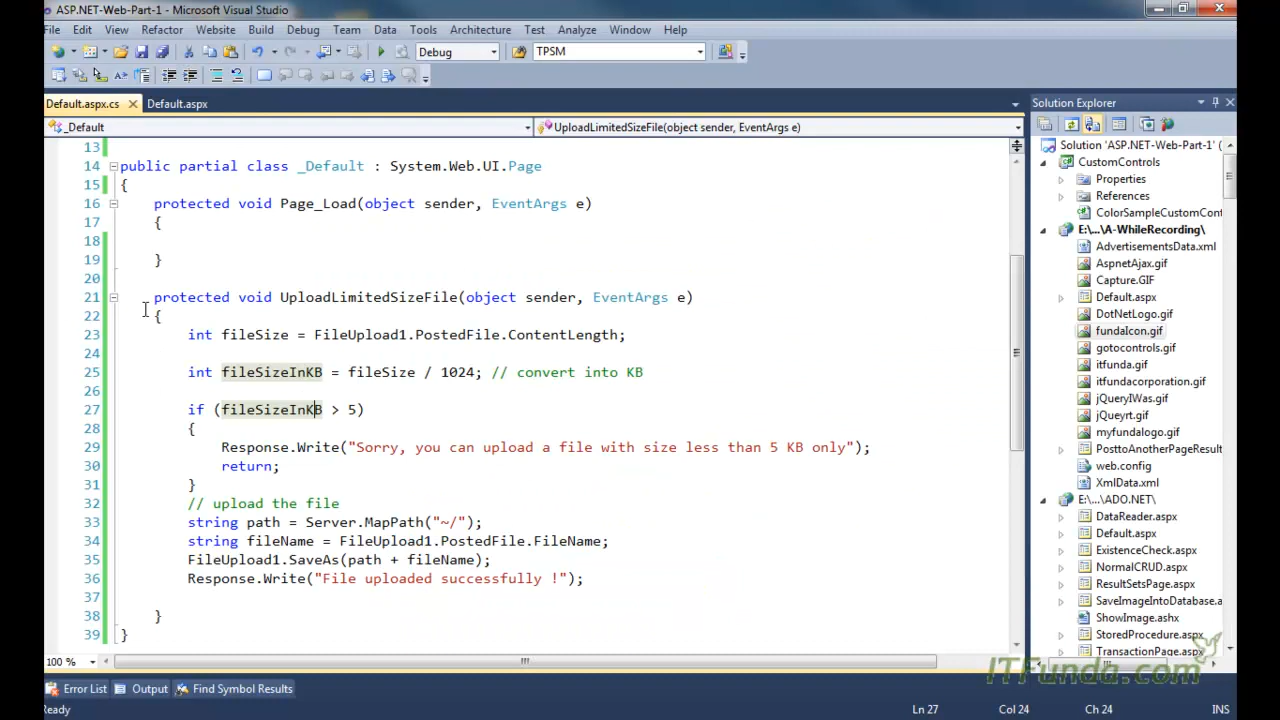 ASP.NET-Web-Part-1 - Microsoft Visual Studio
File Edit View Refactor Website Build Debug Team Data Tools Architecture Test Analyze Window Help
Debug TPSM
Default.aspx.cs Default.aspx
_Default UploadLimitedSizeFile(object sender, EventArgs e)
13
14 public partial class _Default : System.Web.UI.Page
15 {
16 protected void Page_Load(object sender, EventArgs e)
17 {
18
19 }
20
21 protected void UploadLimitedSizeFile(object sender, EventArgs e)
22 {
23 int fileSize = FileUpload1.PostedFile.ContentLength;
24
25 int fileSizeInKB = fileSize / 1024; // convert into KB
26
27 if (fileSizeInKB > 5)
28 {
29 Response.Write("Sorry, you can upload a file with size less than 5 KB only");
30 return;
31 }
32 // upload the file
33 string path = Server.MapPath("~/");
34 string fileName = FileUpload1.PostedFile.FileName;
35 FileUpload1.SaveAs(path + fileName);
36 Response.Write("File uploaded successfully !");
37
38 }
39 }
100 %
Error List Output Find Symbol Results
Ready Ln 27 Col 24 Ch 24 INS
Solution Explorer
Solution 'ASP.NET-Web-Part-1' (
CustomControls
Properties
References
ColorSampleCustomCont
E:\...\A-WhileRecording\
AdvertisementsData.xml
AspnetAjax.gif
Capture.GIF
Default.aspx
DotNetLogo.gif
fundaIcon.gif
gotocontrols.gif
itfunda.gif
itfundacorporation.gif
jQueryIWas.gif
jQueryrt.gif
myfundalogo.gif
PosttoAnotherPageResult
web.config
XmlData.xml
E:\...\ADO.NET\
DataReader.aspx
Default.aspx
ExistenceCheck.aspx
NormalCRUD.aspx
ResultSetsPage.aspx
SaveImageIntoDatabase.a
ShowImage.ashx
StoredProcedure.aspx
TransactionPage.aspx
ITFunda.com